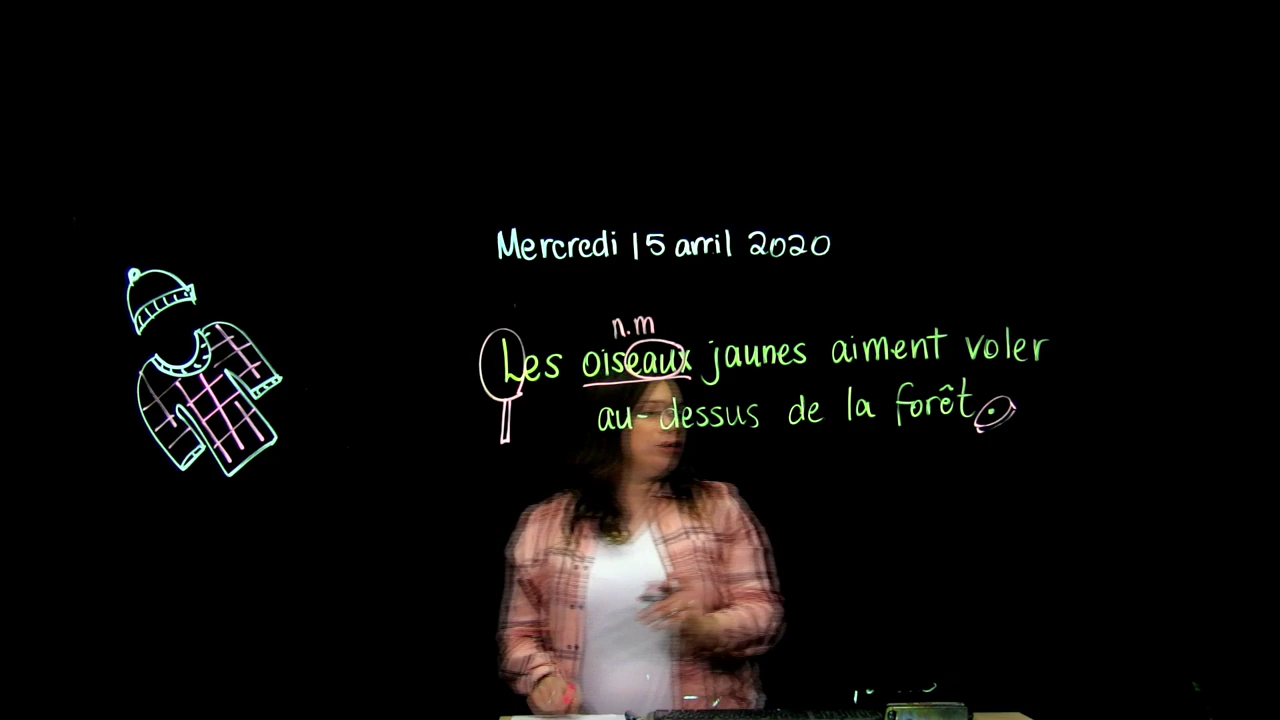 Mercredi 15 avril 2020
n.m
Les oiseaux jaunes aiment voler
au-dessus de la forêt.